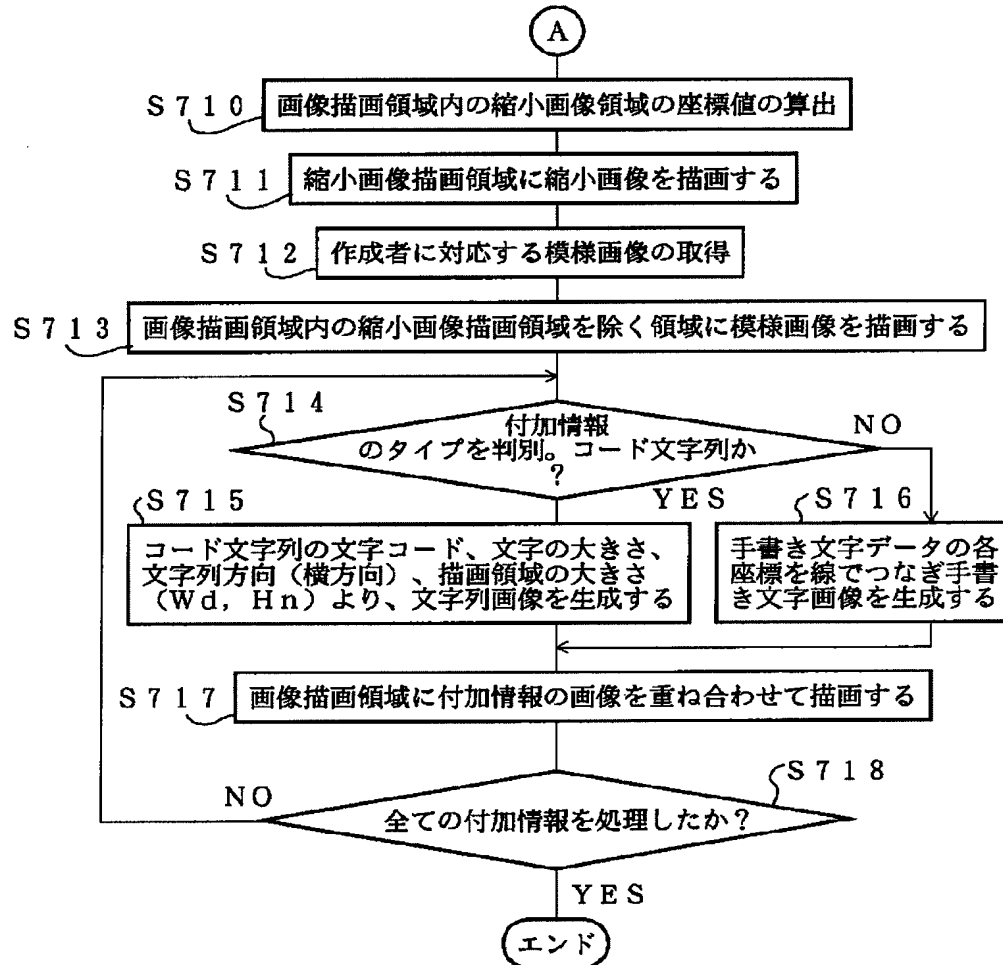 A
S710 画像描画領域内の縮小画像領域の座標値の算出
S711 縮小画像描画領域に縮小画像を描画する
S712 作成者に対応する模様画像の取得
S713 画像描画領域内の縮小画像描画領域を除く領域に模様画像を描画する
S714
付加情報
のタイプを判別。コード文字列か
?
NO
YES
S715
コード文字列の文字コード、文字の大きさ、
文字列方向(横方向)、描画領域の大きさ
(Wd, Hn)より、文字列画像を生成する
S716
手書き文字データの各
座標を線でつなぎ手書
き文字画像を生成する
S717 画像描画領域に付加情報の画像を重ね合わせて描画する
S718
NO
全ての付加情報を処理したか?
YES
エンド